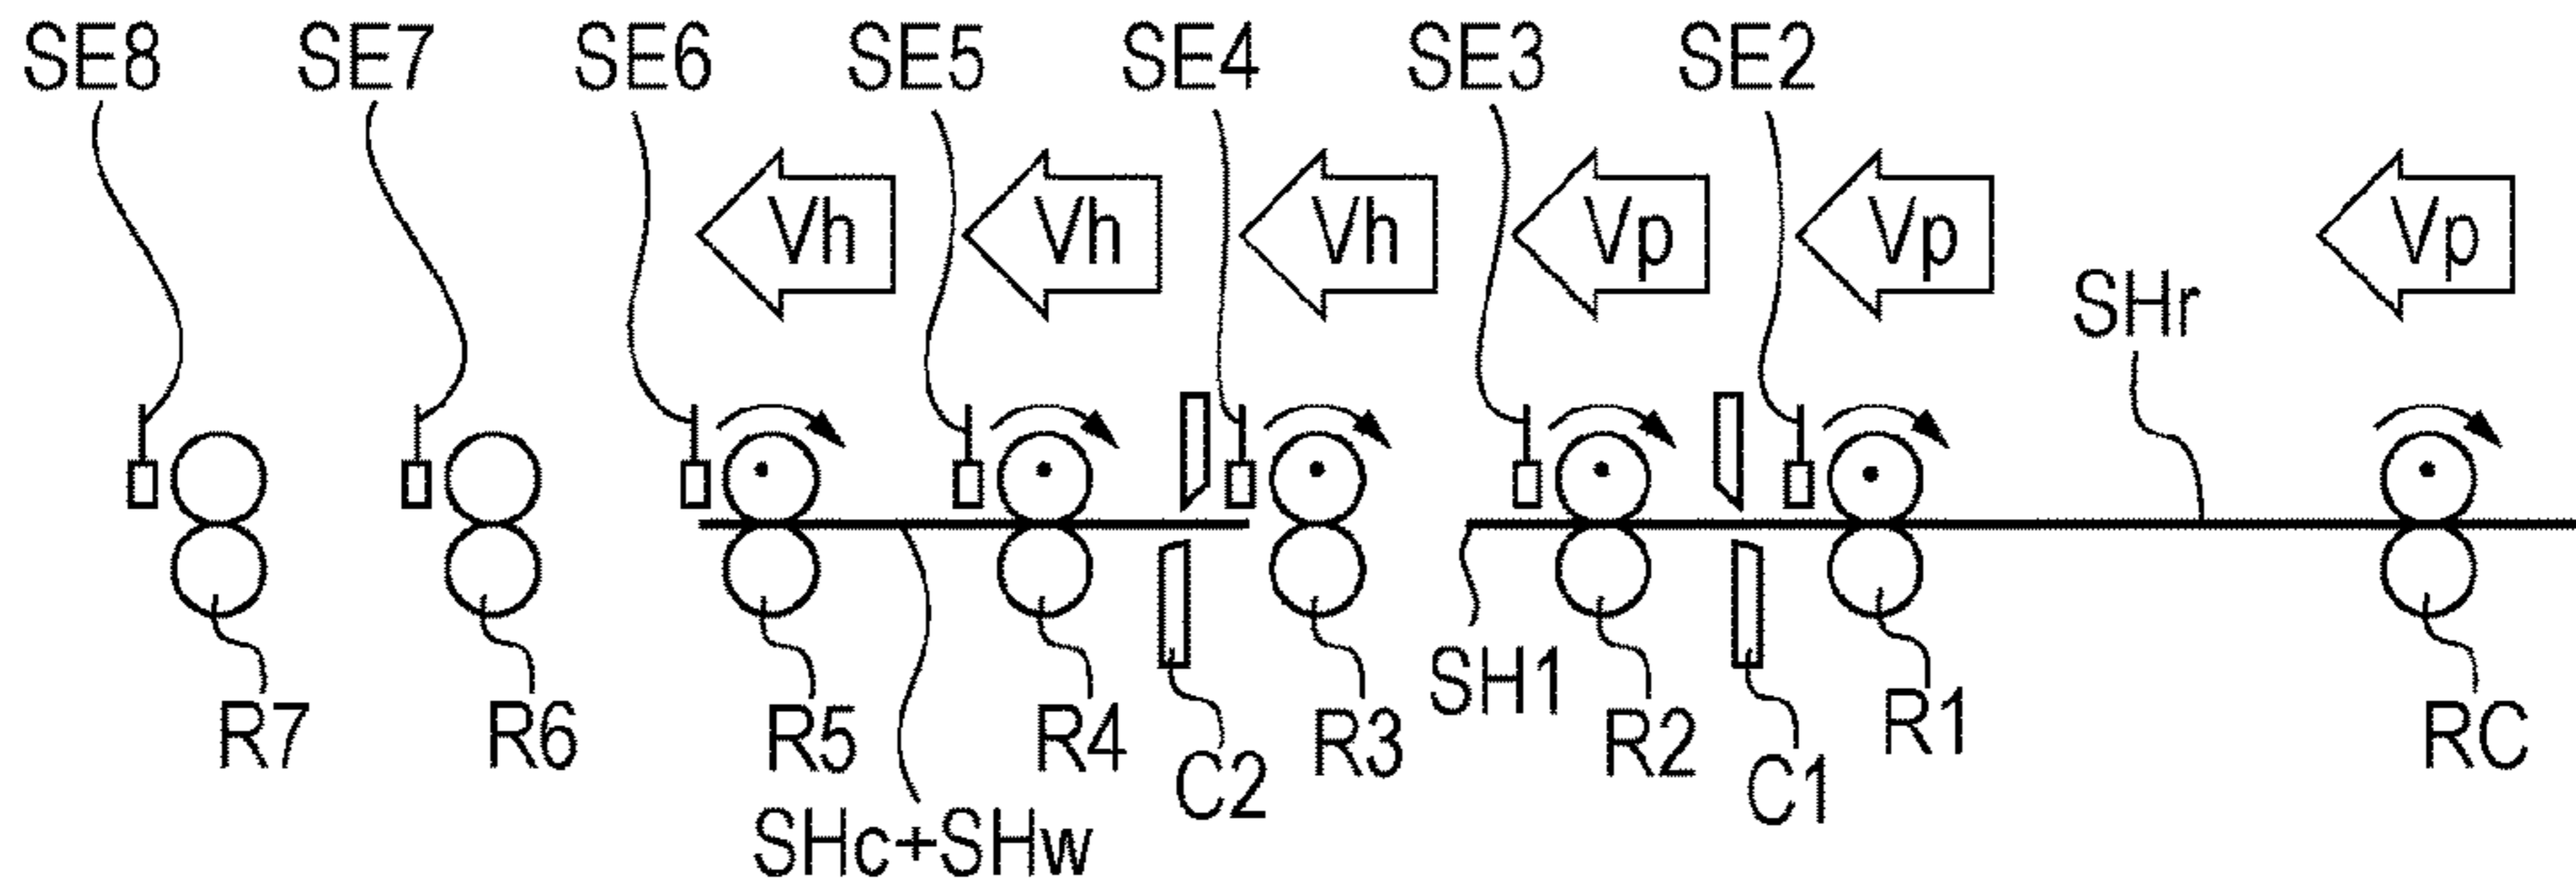 SE8 SE7 SE6 SE5 SE4 SE3 SE2
Vh Vh Vh Vp Vp Vp
SHr
SH1
R7 R6 R5 R4 R3 R2 R1 RC
C2 C1
SHc+SHw